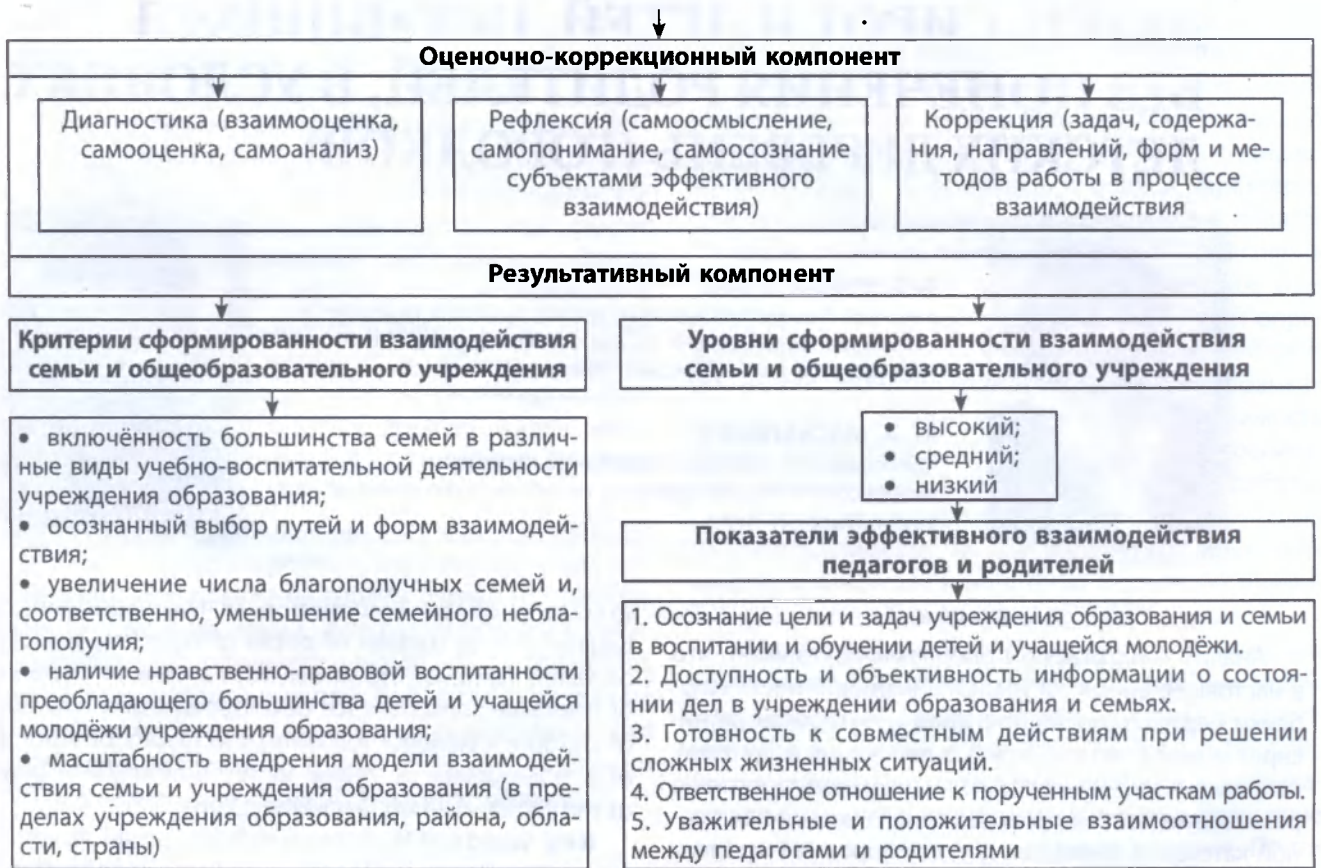 Оценочно-коррекционный компонент
Диагностика (взаимооценка,
самооценка, самоанализ)
Рефлексия (самоосмысление,
самопонимание, самоосознание
субъектами эффективного
взаимодействия)
Коррекция (задач, содержа-
ния, направлений, форм и ме-
тодов работы в процессе
взаимодействия
Результативный компонент
Критерии сформированности взаимодействия
семьи и общеобразовательного учреждения
• включённость большинства семей в различ-
ные виды учебно-воспитательной деятельности
учреждения образования;
• осознанный выбор путей и форм взаимодей-
ствия;
• увеличение числа благополучных семей и,
соответственно, уменьшение семейного небла-
гополучия;
• наличие нравственно-правовой воспитанности
преобладающего большинства детей и учащейся
молодёжи учреждения образования;
• масштабность внедрения модели взаимодей-
ствия семьи и учреждения образования (в пре-
делах учреждения образования, района, обла-
сти, страны)
Уровни сформированности взаимодействия
семьи и общеобразовательного учреждения
• высокий;
• средний;
• низкий
Показатели эффективного взаимодействия
педагогов и родителей
1. Осознание цели и задач учреждения образования и семьи
в воспитании и обучении детей и учащейся молодёжи.
2. Доступность и объективность информации о состоя-
нии дел в учреждении образования и семьях.
3. Готовность к совместным действиям при решении
сложных жизненных ситуаций.
4. Ответственное отношение к порученным участкам работы.
5. Уважительные и положительные взаимоотношения
между педагогами и родителями